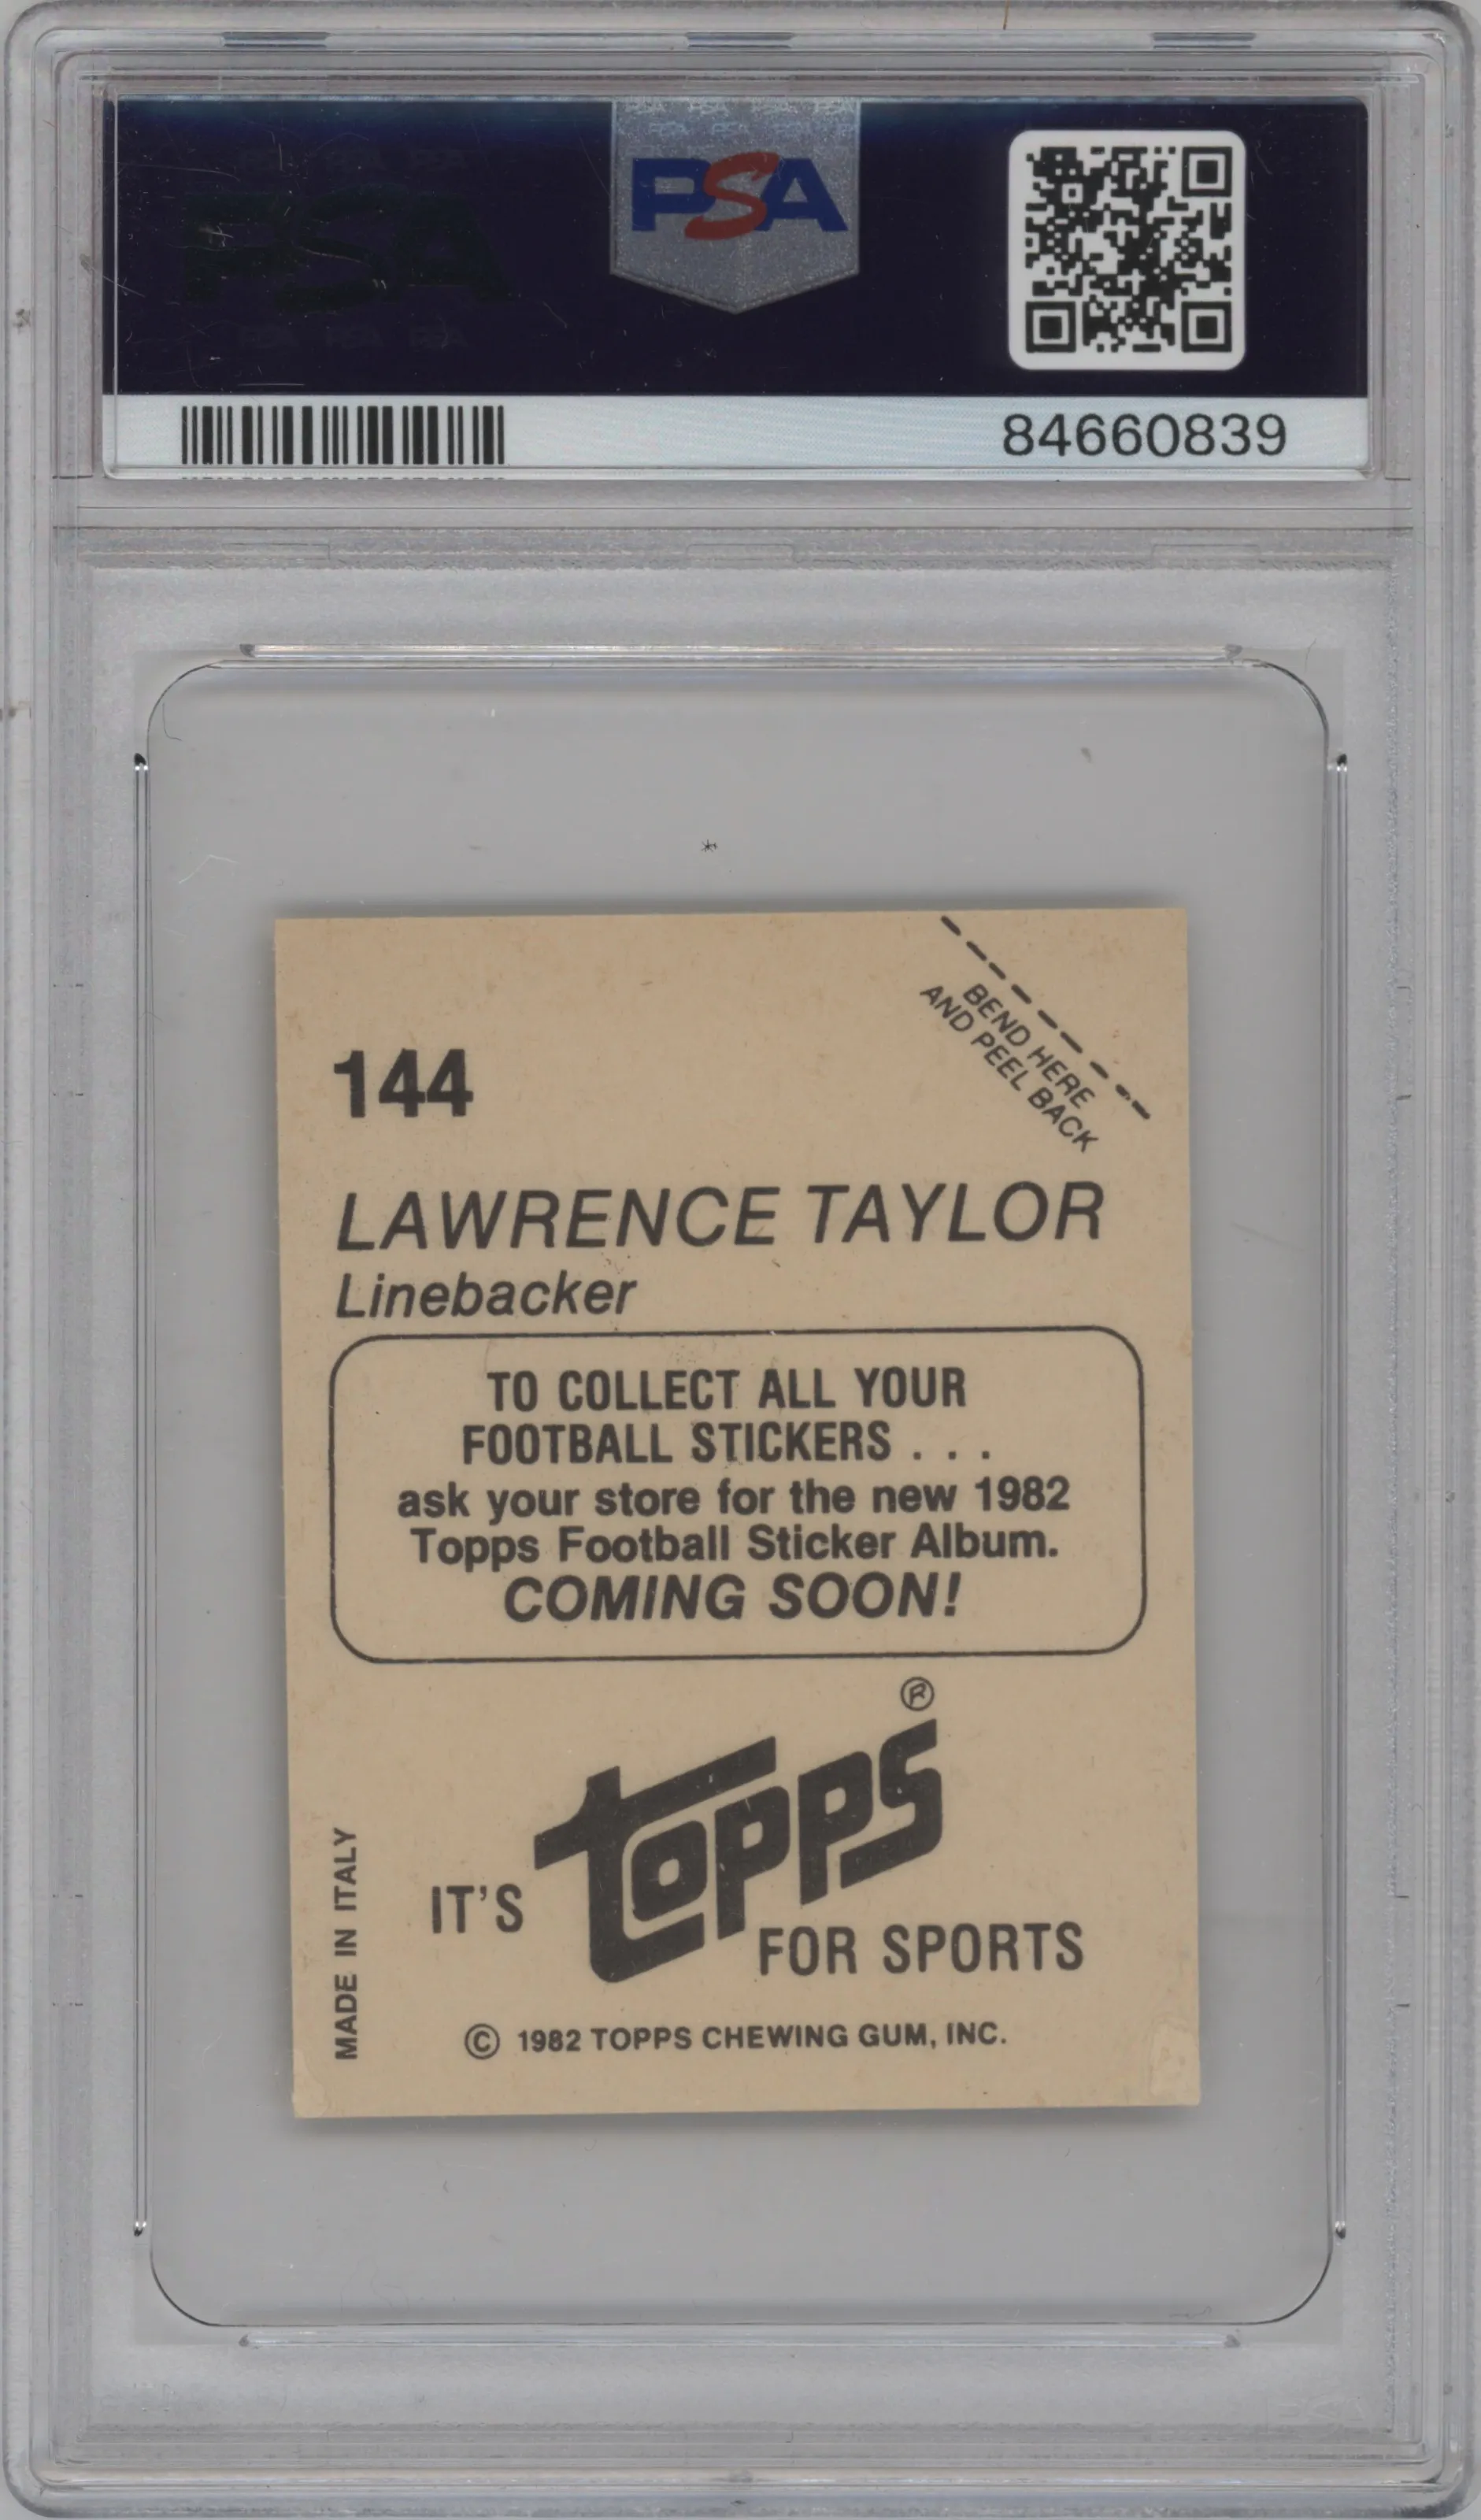 PSA
84660839
BEND HERE
AND PEEL BACK
144
LAWRENCE TAYLOR
Linebacker
TO COLLECT ALL YOUR
FOOTBALL STICKERS . . .
ask your store for the new 1982
Topps Football Sticker Album.
COMING SOON!
IT'S topps®
FOR SPORTS
MADE IN ITALY
© 1982 TOPPS CHEWING GUM, INC.